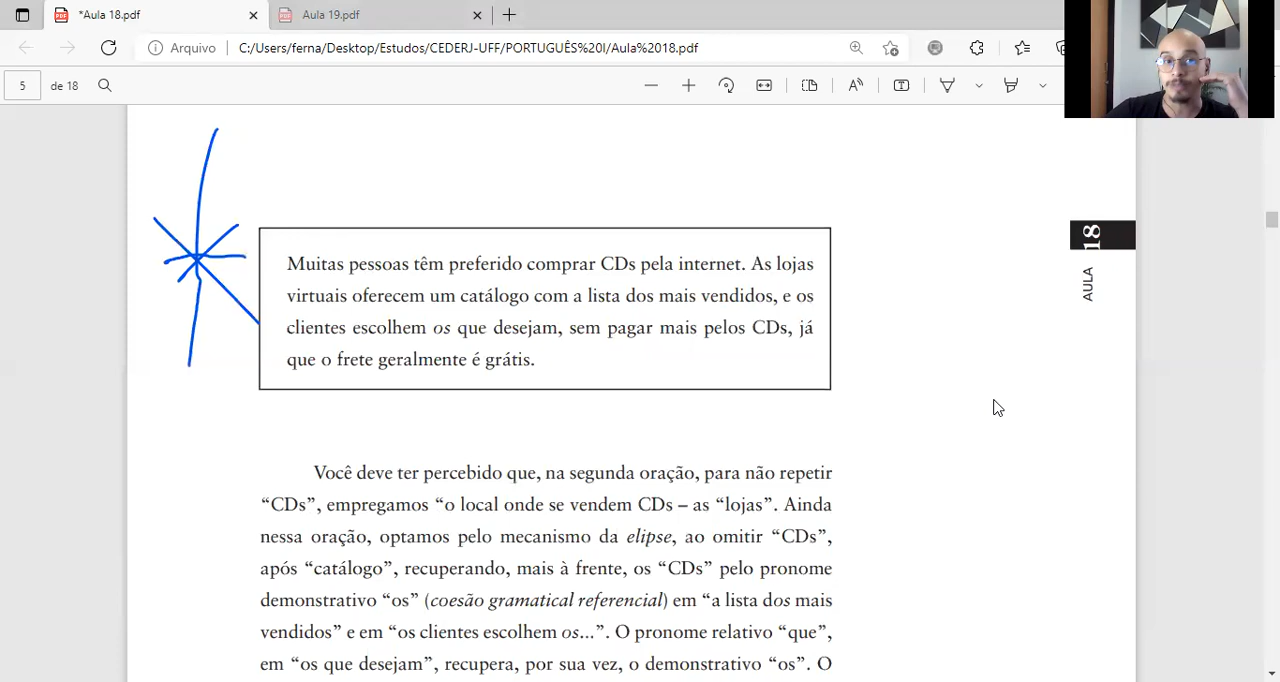 *Aula 18.pdf
Aula 19.pdf
Arquivo
C:/Users/ferna/Desktop/Estudos/CEDERJ-UFF/PORTUGUÊS%20I/Aula%2018.pdf
5
de 18
Muitas pessoas têm preferido comprar CDs pela internet. As lojas
virtuais oferecem um catálogo com a lista dos mais vendidos, e os
clientes escolhem os que desejam, sem pagar mais pelos CDs, já
que o frete geralmente é grátis.
AULA 18
Você deve ter percebido que, na segunda oração, para não repetir
“CDs”, empregamos “o local onde se vendem CDs – as “lojas”. Ainda
nessa oração, optamos pelo mecanismo da elipse, ao omitir “CDs”,
após “catálogo”, recuperando, mais à frente, os “CDs” pelo pronome
demonstrativo “os” (coesão gramatical referencial) em “a lista dos mais
vendidos” e em “os clientes escolhem os...”. O pronome relativo “que”,
em “os que desejam”, recupera, por sua vez, o demonstrativo “os”. O